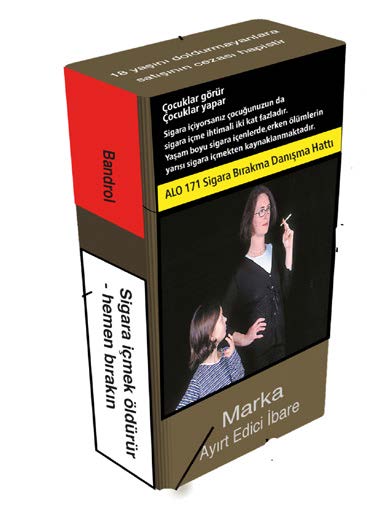 18 yaşını doldurmayanlara
satışının cezası hapistir
Bandrol
Çocuklar görür
Çocuklar yapar
Sigara içiyorsanız çocuğunuzun da
sigara içme ihtimali iki kat fazladır.
Yaşam boyu sigara içenlerde,erken ölümlerin
yarısı sigara içmekten kaynaklanmaktadır.
ALO 171 Sigara Bırakma Danışma Hattı
Sigara içmek öldürür
- hemen bırakın
Marka
Ayırt Edici İbare